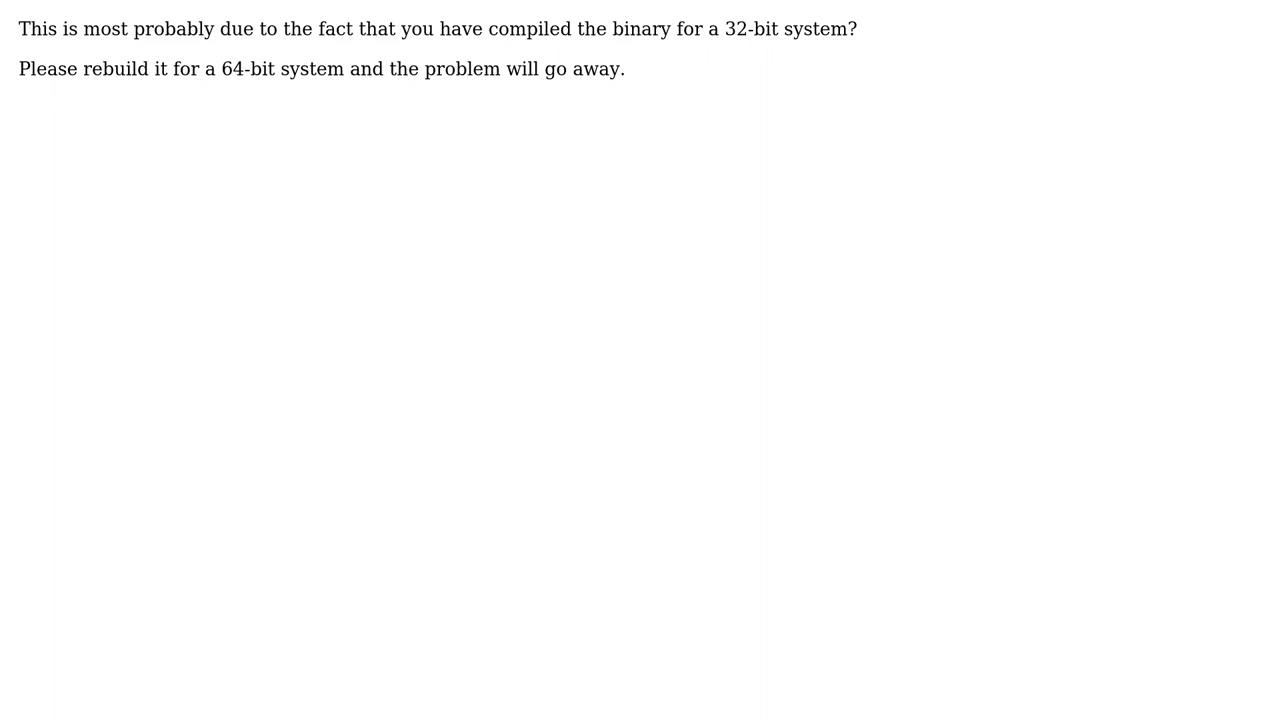 This is most probably due to the fact that you have compiled the binary for a 32-bit system?
Please rebuild it for a 64-bit system and the problem will go away.